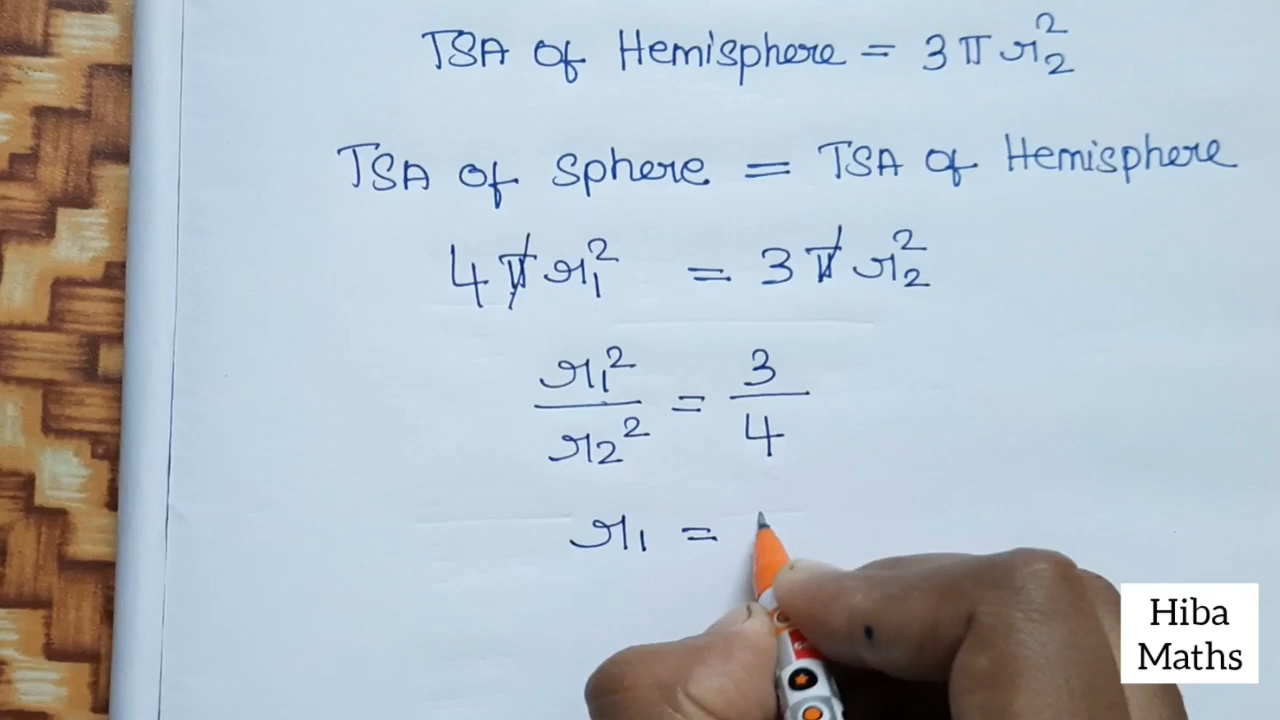 TSA of Hemisphere = 3πr₂²
TSA of Sphere = TSA of Hemisphere
4πr₁² = 3πr₂²
r₁²/r₂² = 3/4
r₁ =
Hiba
Maths